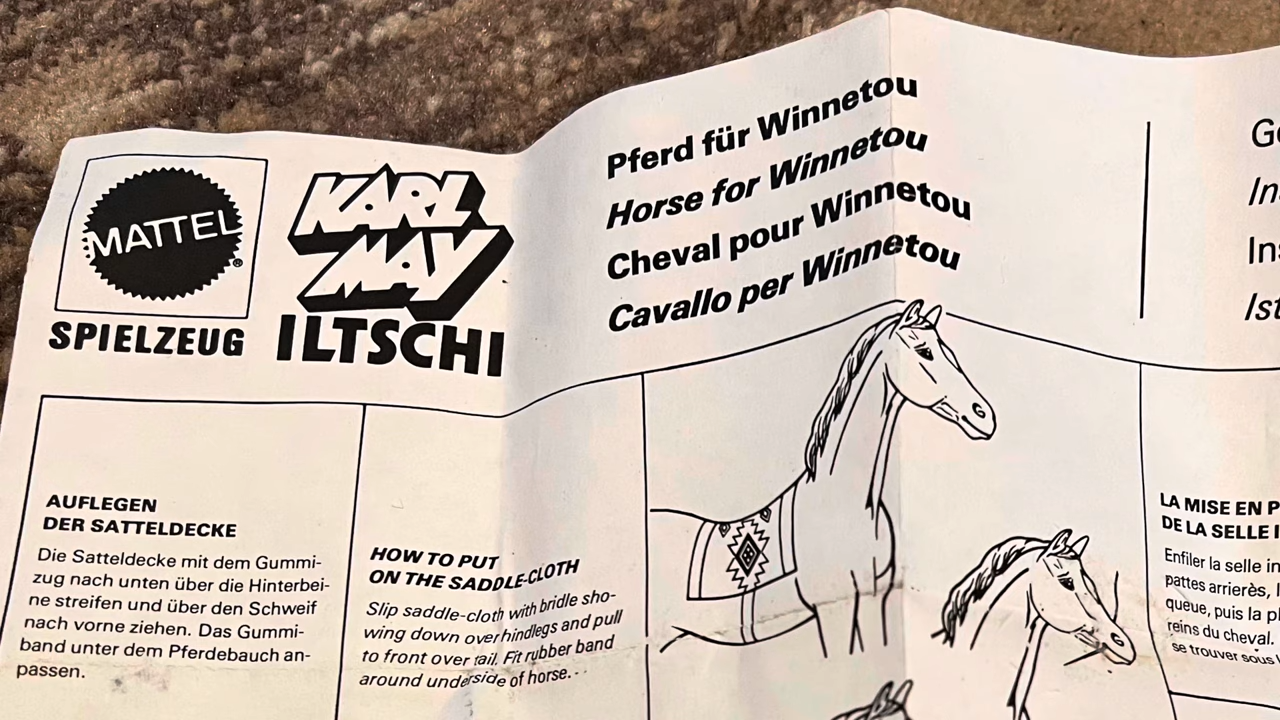 MATTEL®
SPIELZEUG
KARL
MAY
ILTSCHI
Pferd für Winnetou
Horse for Winnetou
Cheval pour Winnetou
Cavallo per Winnetou
AUFLEGEN
DER SATTELDECKE
Die Satteldecke mit dem Gummi-
zug nach unten über die Hinterbei-
ne streifen und über den Schweif
nach vorne ziehen. Das Gummi-
band unter dem Pferdebauch an-
passen.
HOW TO PUT
ON THE SADDLE-CLOTH
Slip saddle-cloth with bridle sho-
wing down over hindlegs and pull
to front over tail. Fit rubber band
around underside of horse.
LA MISE EN
DE LA SELLE
Enfiler la selle
pattes arrierès,
queue, puis la
reins du cheval.
se trouver sous